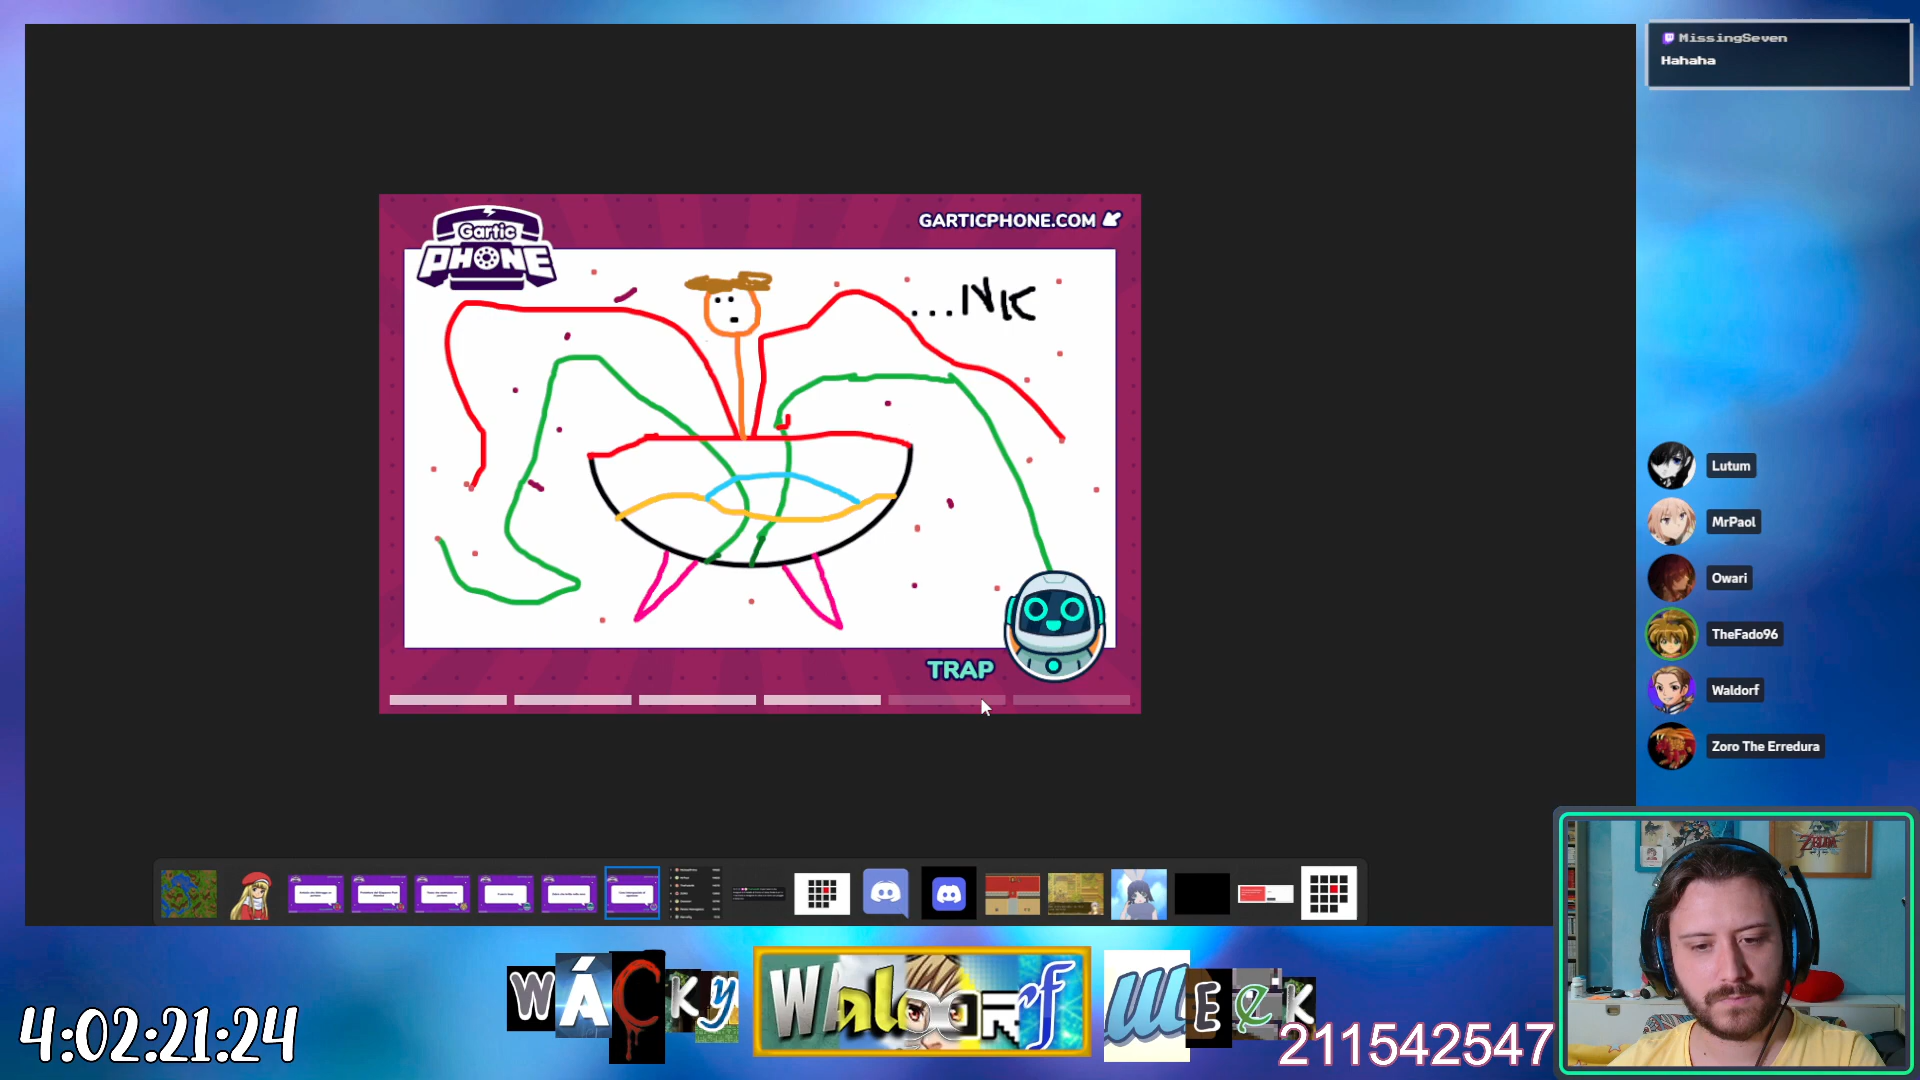 MissingSeven
Hahaha
Gartic
PHONE
GARTICPHONE.COM
...NK
TRAP
Lutum
MrPaol
Owari
TheFado96
Waldorf
Zoro The Erredura
WÁCKy
Waldorf
WEEK
4:02:21:24
211542547